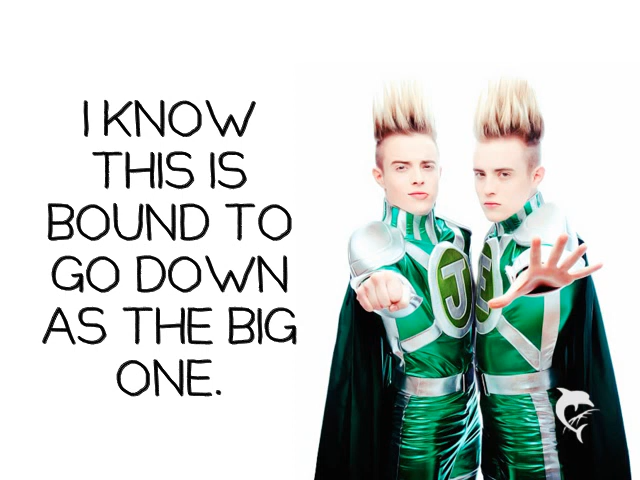 I KNOW
THIS IS
BOUND TO
GO DOWN
AS THE BIG
ONE.
J
E